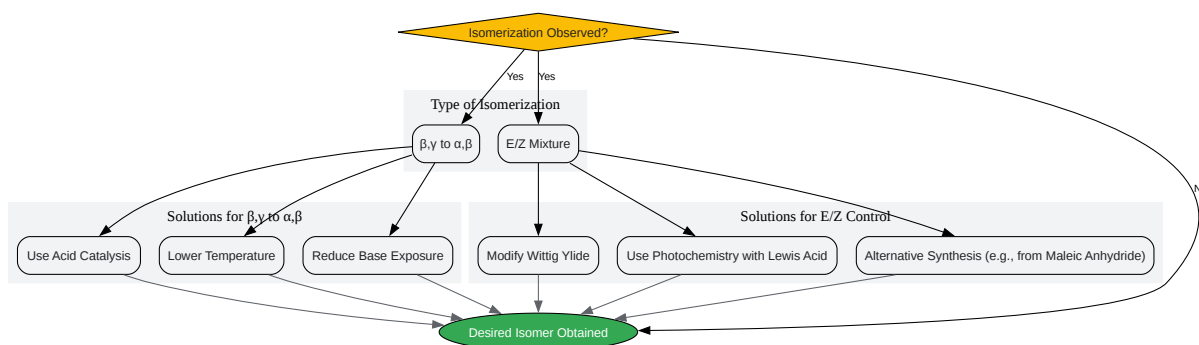 Isomerization Observed?
Yes
Yes
Type of Isomerization
β,γ to α,β
E/Z Mixture
Solutions for β,γ to α,β
Solutions for E/Z Control
Use Acid Catalysis
Lower Temperature
Reduce Base Exposure
Modify Wittig Ylide
Use Photochemistry with Lewis Acid
Alternative Synthesis (e.g., from Maleic Anhydride)
Desired Isomer Obtained